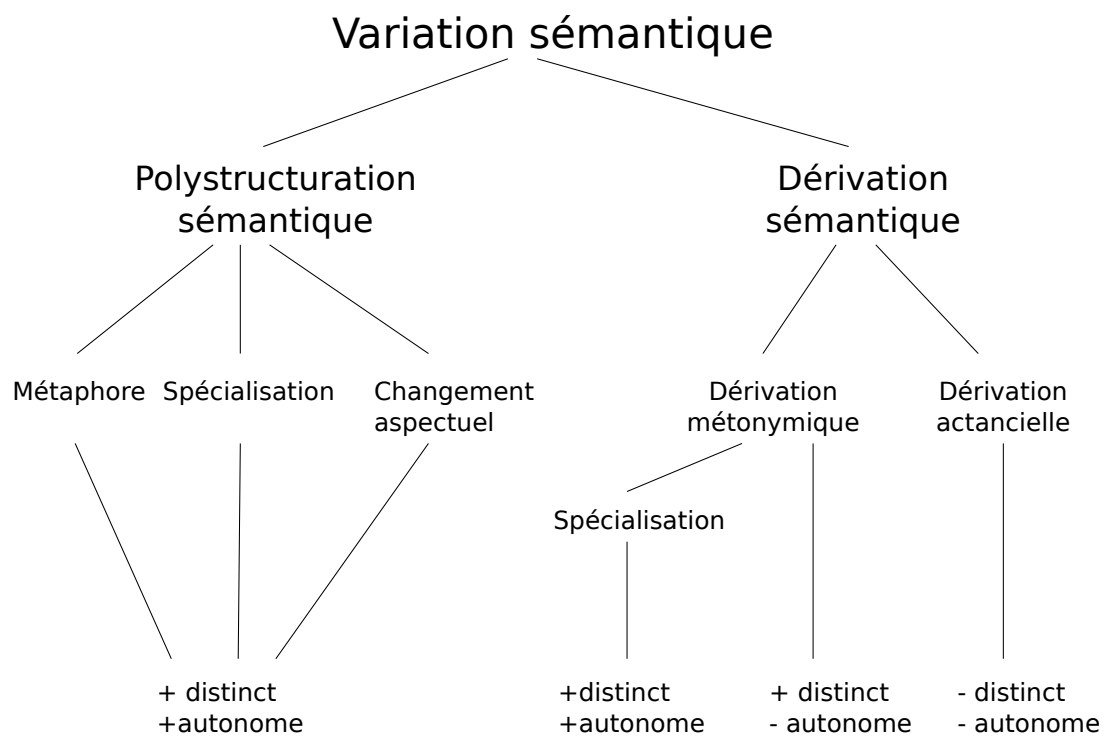 Variation sémantique
Polystructuration
sémantique
Dérivation
sémantique
Métaphore
Spécialisation
Changement
aspectuel
Dérivation
métonymique
Dérivation
actancielle
Spécialisation
+ distinct
+autonome
+distinct
+autonome
+ distinct
- autonome
- distinct
- autonome